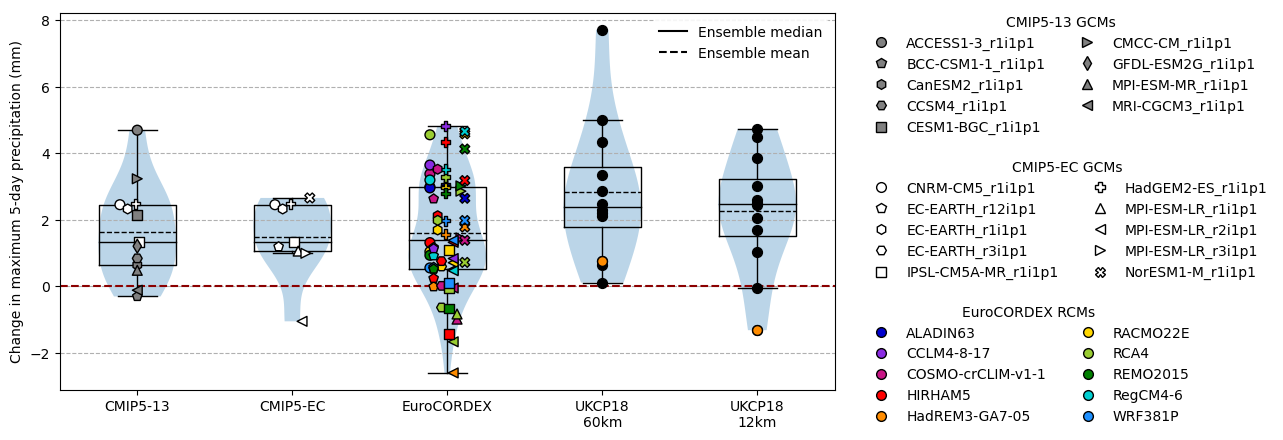 Change in maximum 5-day precipitation (mm)
8
6
4
2
0
−2
Ensemble median
Ensemble mean
CMIP5-13
CMIP5-EC
EuroCORDEX
UKCP18
60km
UKCP18
12km
CMIP5-13 GCMs
ACCESS1-3_r1i1p1
BCC-CSM1-1_r1i1p1
CanESM2_r1i1p1
CCSM4_r1i1p1
CESM1-BGC_r1i1p1
CMCC-CM_r1i1p1
GFDL-ESM2G_r1i1p1
MPI-ESM-MR_r1i1p1
MRI-CGCM3_r1i1p1
CMIP5-EC GCMs
CNRM-CM5_r1i1p1
EC-EARTH_r12i1p1
EC-EARTH_r1i1p1
EC-EARTH_r3i1p1
IPSL-CM5A-MR_r1i1p1
HadGEM2-ES_r1i1p1
MPI-ESM-LR_r1i1p1
MPI-ESM-LR_r2i1p1
MPI-ESM-LR_r3i1p1
NorESM1-M_r1i1p1
EuroCORDEX RCMs
ALADIN63
CCLM4-8-17
COSMO-crCLIM-v1-1
HIRHAM5
HadREM3-GA7-05
RACMO22E
RCA4
REMO2015
RegCM4-6
WRF381P